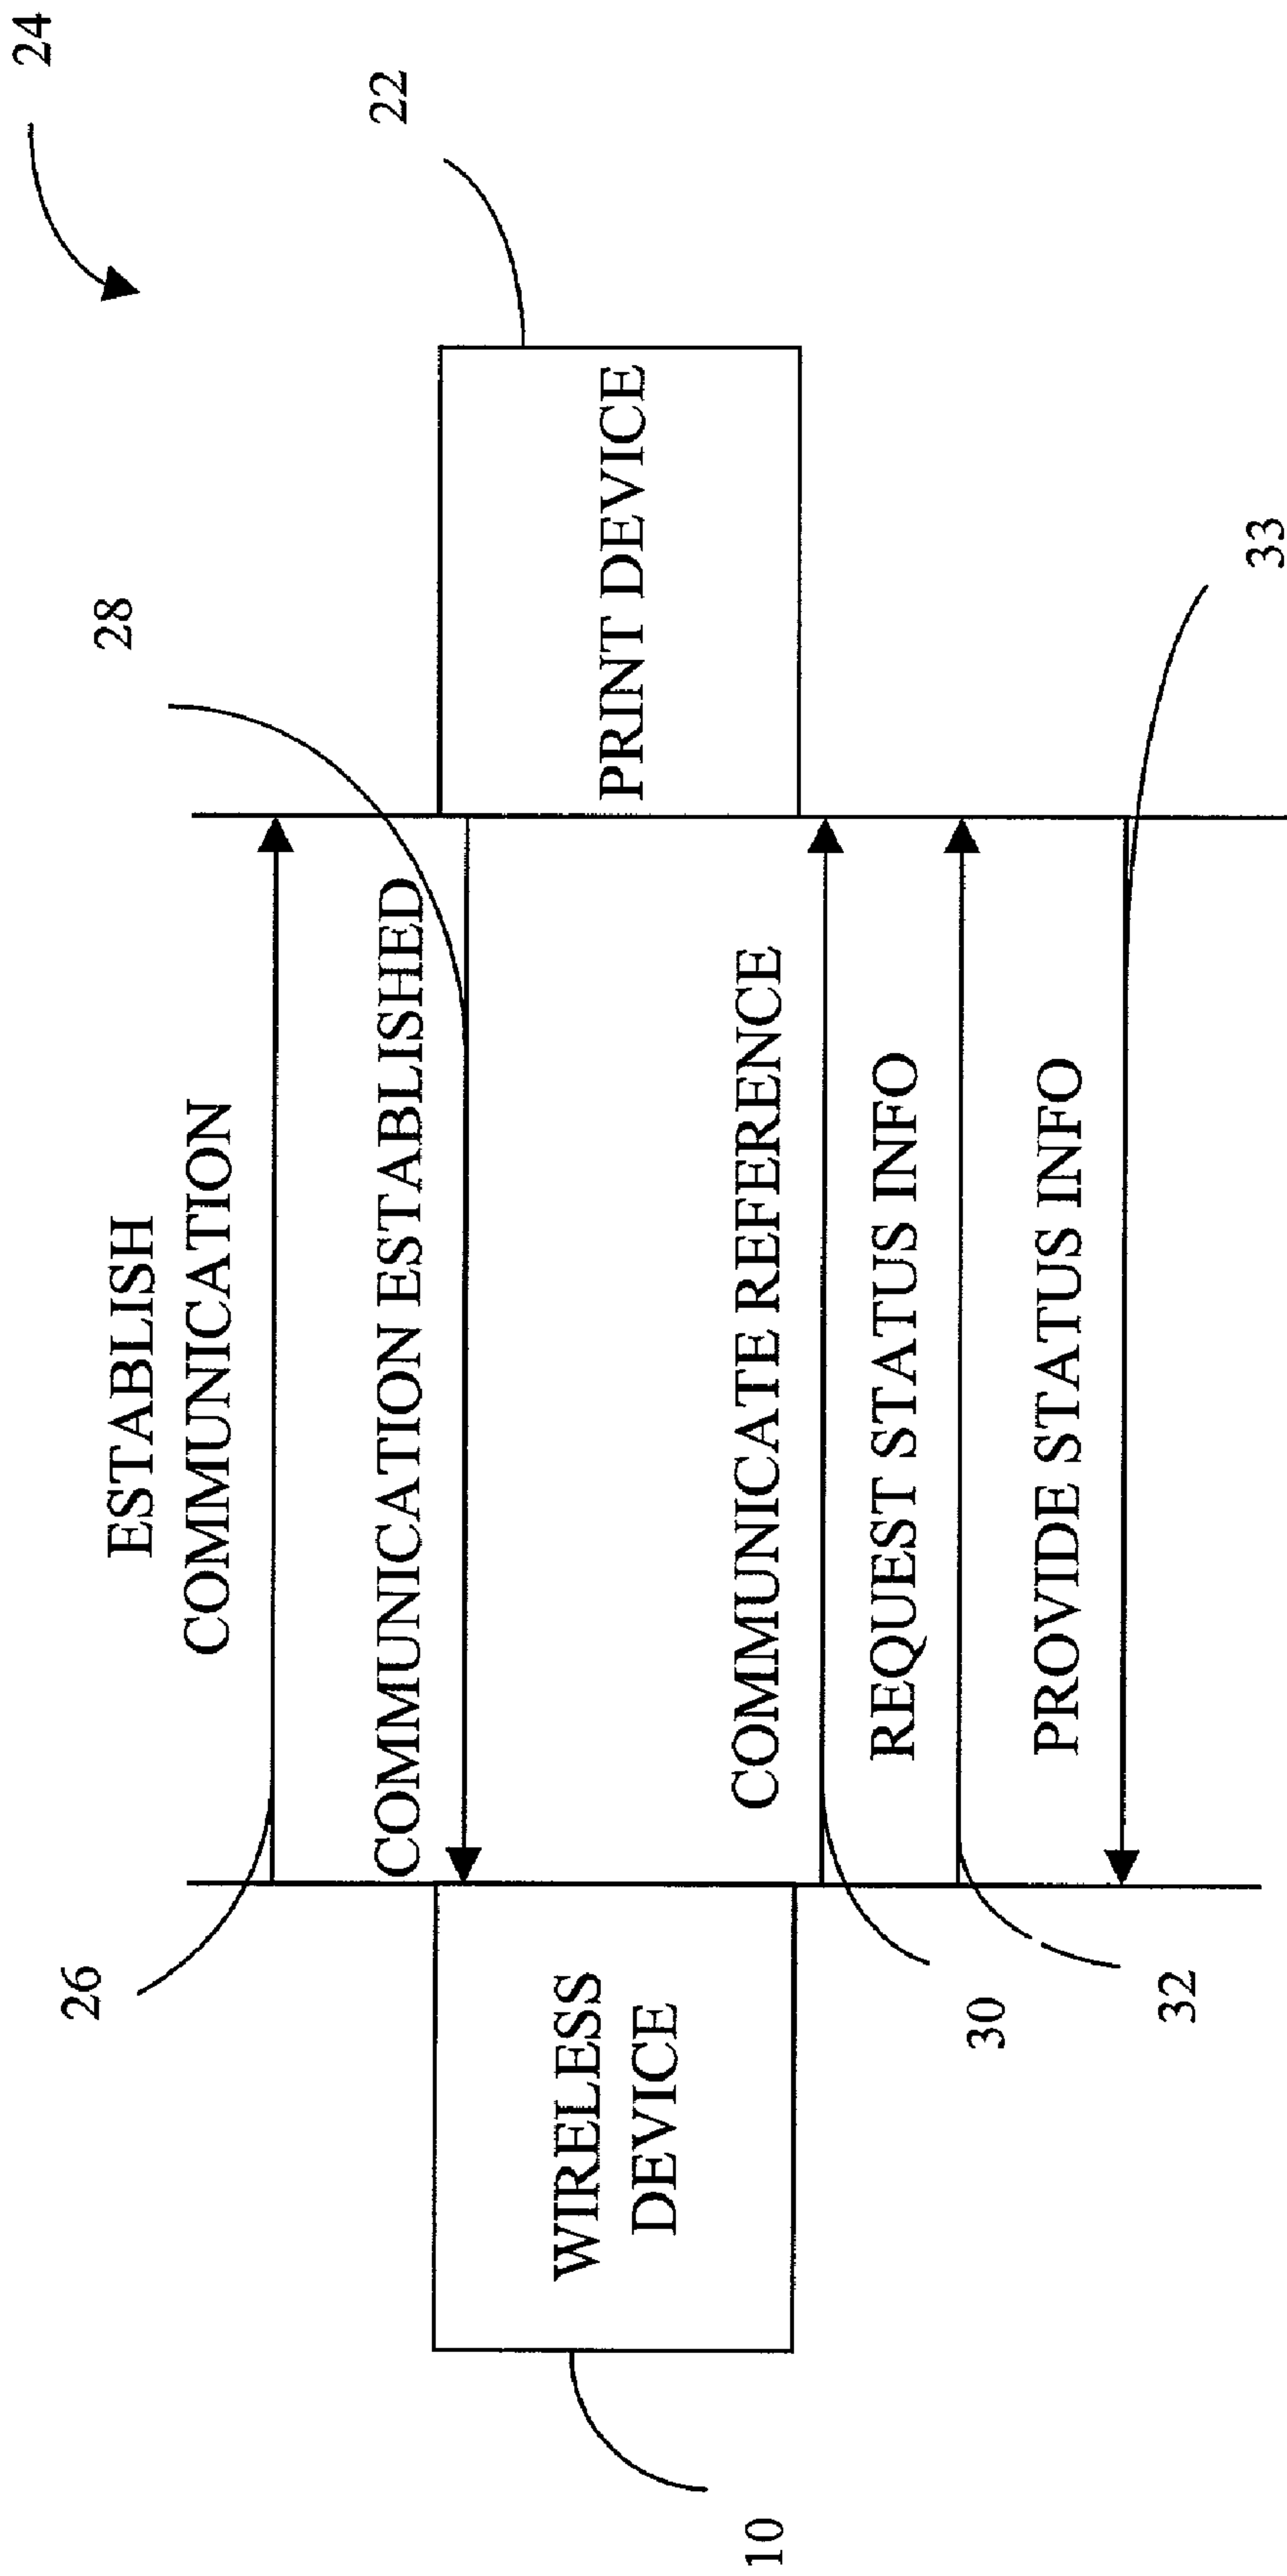 24
22
28
ESTABLISH
COMMUNICATION
26
COMMUNICATION ESTABLISHED
WIRELESS
DEVICE
PRINT DEVICE
10
COMMUNICATE REFERENCE
30
REQUEST STATUS INFO
32
PROVIDE STATUS INFO
33